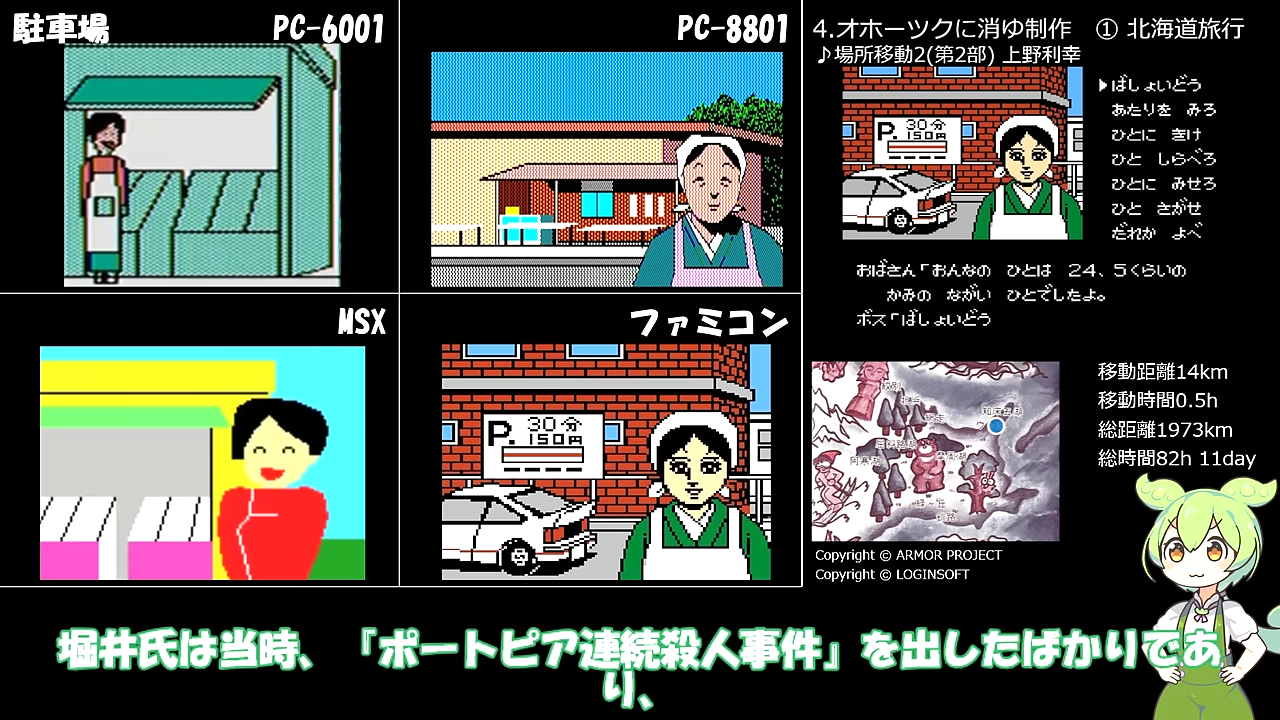 駐車場
PC-6001
PC-8801
MSX
ファミコン
P. 30分
150円
4.オホーツクに消ゆ制作 ① 北海道旅行
♪場所移動2(第2部) 上野利幸
P. 30分
150円
▶ばしょいどう
あたりを みろ
ひとに きけ
ひと しらべろ
ひとに みせろ
ひと さがせ
だれか よべ
おばさん「おんなの ひとは 24、5くらいの
かみの ながい ひとでしたよ。
ボス「ばしょいどう
網走
摩周湖
阿寒湖
移動距離14km
移動時間0.5h
総距離1973km
総時間82h 11day
Copyright © ARMOR PROJECT
Copyright © LOGINSOFT
堀井氏は当時、「ポートピア連続殺人事件」を出したばかりであ
り、